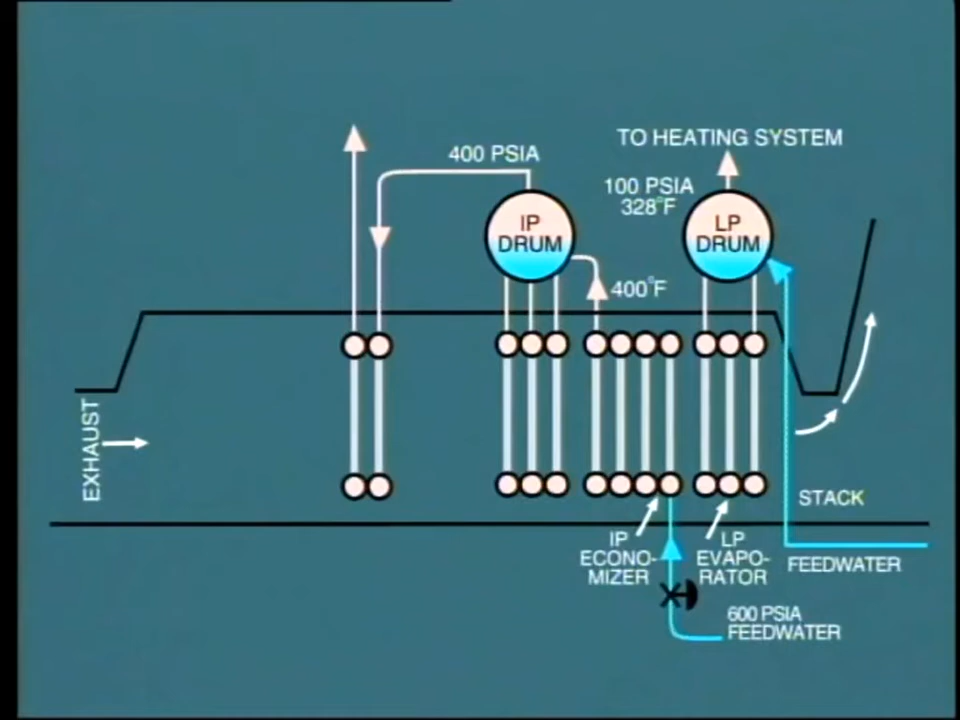 TO HEATING SYSTEM
400 PSIA
100 PSIA
328°F
IP
DRUM
LP
DRUM
400°F
EXHAUST
STACK
IP
ECONO-
MIZER
LP
EVAPO-
RATOR
FEEDWATER
600 PSIA
FEEDWATER